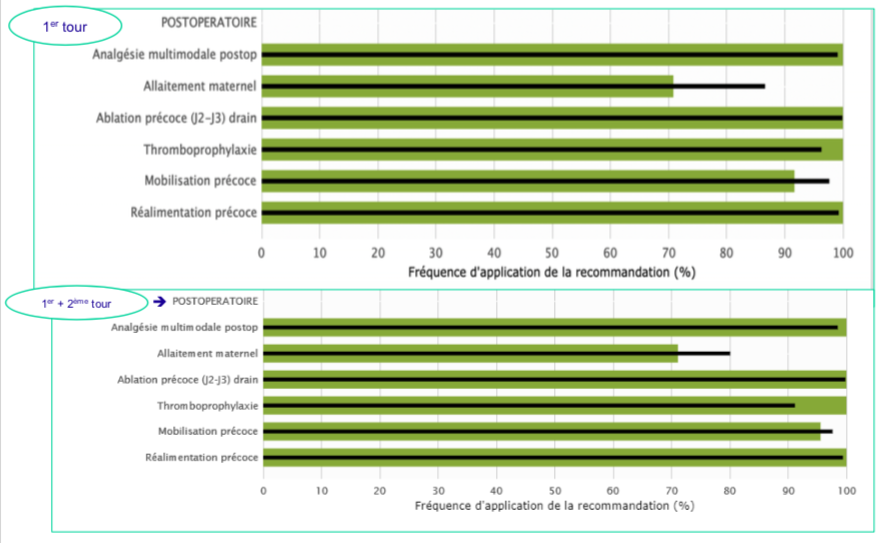 1er tour
POSTOPERATOIRE
Analgésie multimodale postop
Allaitement maternel
Ablation précoce (J2-J3) drain
Thromboprophylaxie
Mobilisation précoce
Réalimentation précoce
0 10 20 30 40 50 60 70 80 90 100
Fréquence d'application de la recommandation (%)
1er + 2ème tour
➔ POSTOPERATOIRE
Analgésie multimodale postop
Allaitement maternel
Ablation précoce (J2-J3) drain
Thromboprophylaxie
Mobilisation précoce
Réalimentation précoce
0 10 20 30 40 50 60 70 80 90 100
Fréquence d'application de la recommandation (%)